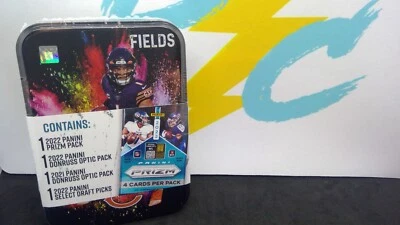 FIELDS
CONTAINS:
1 2022 PANINI
PRIZM PACK
1 2022 PANINI
DONRUSS OPTIC PACK
1 2021 PANINI
DONRUSS OPTIC PACK
1 2022 PANINI
SELECT DRAFT PICKS
PANINI
PRIZM
4 CARDS PER PACK